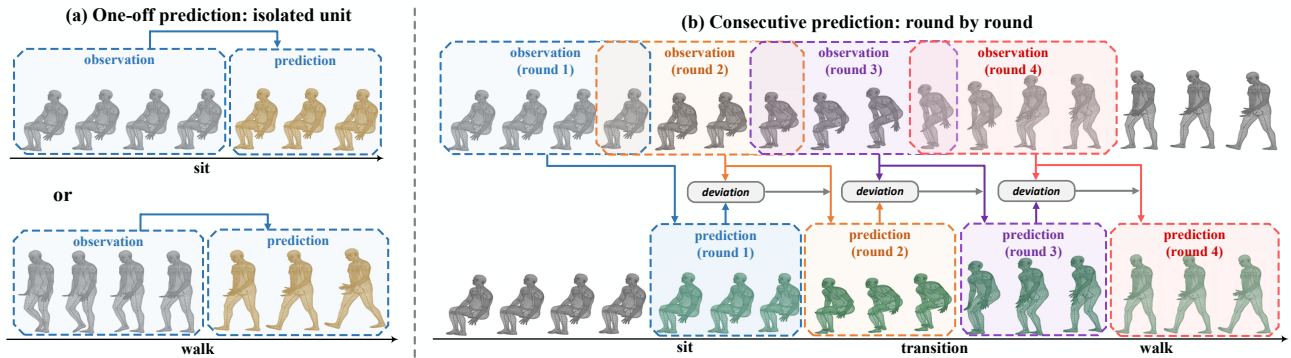 (a) One-off prediction: isolated unit
observation
prediction
sit
or
observation
prediction
walk
(b) Consecutive prediction: round by round
observation
(round 1)
observation
(round 2)
observation
(round 3)
observation
(round 4)
deviation
deviation
deviation
prediction
(round 1)
prediction
(round 2)
prediction
(round 3)
prediction
(round 4)
sit
transition
walk